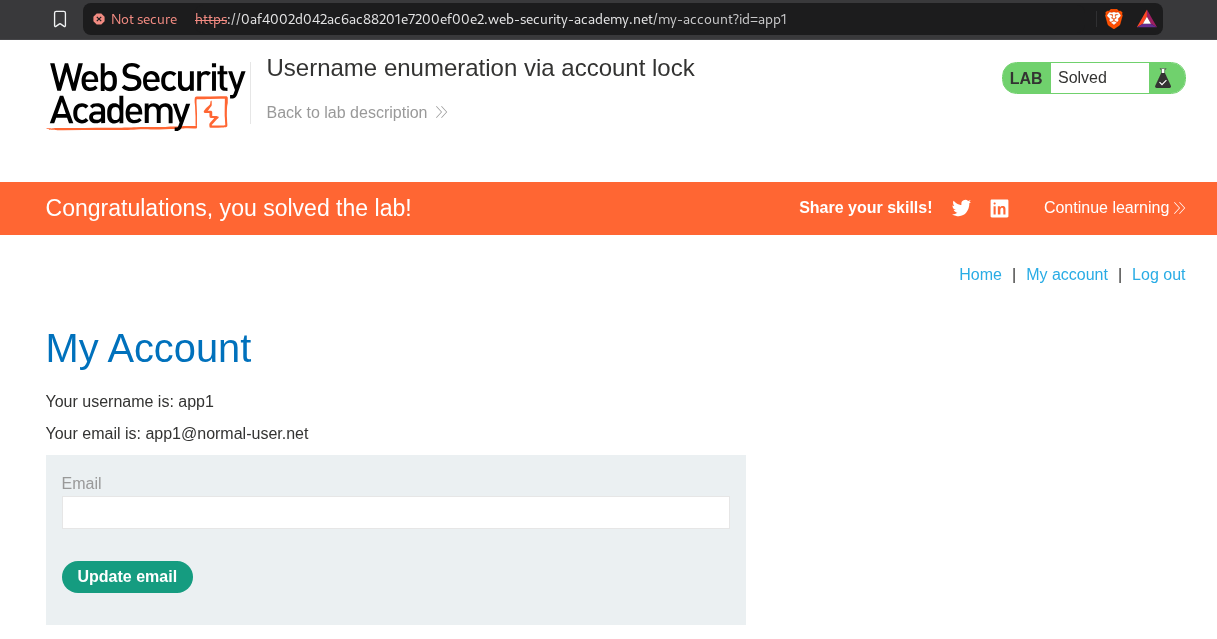 Not secure https://0af4002d042ac6ac88201e7200ef00e2.web-security-academy.net/my-account?id=app1
Web Security
Academy
Username enumeration via account lock
Back to lab description
LAB Solved
Congratulations, you solved the lab!
Share your skills!
Continue learning
Home | My account | Log out
My Account
Your username is: app1
Your email is: app1@normal-user.net
Email
Update email